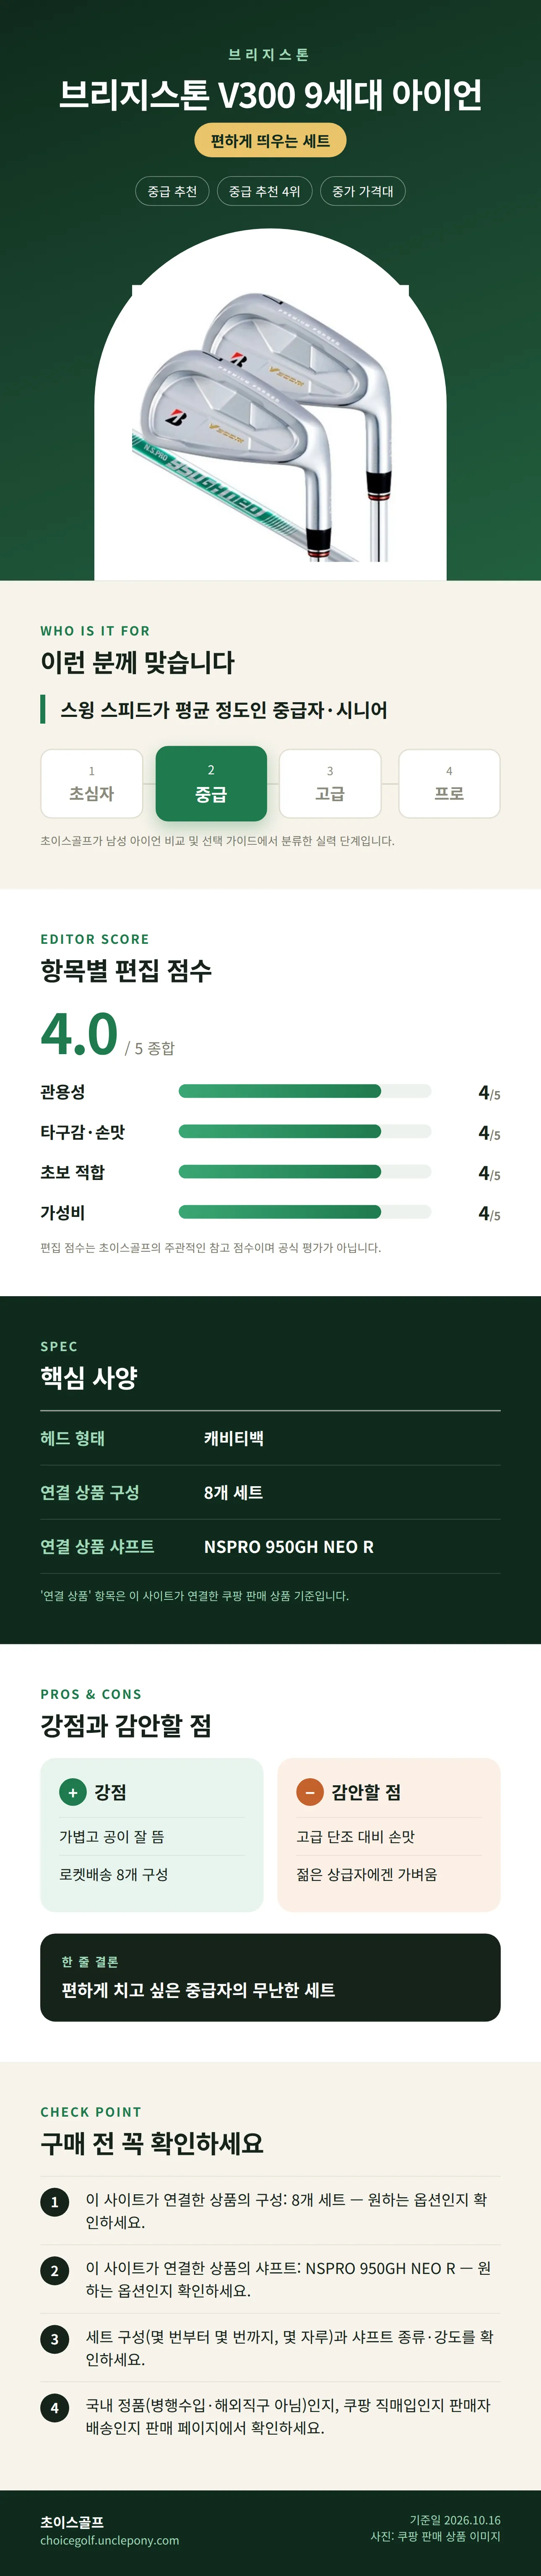 브리지스톤
브리지스톤 V300 9세대 아이언
편하게 띄우는 세트
중급 추천
중급 추천 4위
중가 가격대
PREMIUM FORGED
N.S.PRO
950GH neo
WHO IS IT FOR
이런 분께 맞습니다
스윙 스피드가 평균 정도인 중급자·시니어
1
초심자
2
중급
3
고급
4
프로
초이스골프가 남성 아이언 비교 및 선택 가이드에서 분류한 실력 단계입니다.
EDITOR SCORE
항목별 편집 점수
4.0 / 5 종합
관용성 4/5
타구감·손맛 4/5
초보 적합 4/5
가성비 4/5
편집 점수는 초이스골프의 주관적인 참고 점수이며 공식 평가가 아닙니다.
SPEC
핵심 사양
헤드 형태 캐비티백
연결 상품 구성 8개 세트
연결 상품 샤프트 NSPRO 950GH NEO R
'연결 상품' 항목은 이 사이트가 연결한 쿠팡 판매 상품 기준입니다.
PROS & CONS
강점과 감안할 점
+ 강점
가볍고 공이 잘 뜸
로켓배송 8개 구성
− 감안할 점
고급 단조 대비 손맛
젊은 상급자에겐 가벼움
한 줄 결론
편하게 치고 싶은 중급자의 무난한 세트
CHECK POINT
구매 전 꼭 확인하세요
1 이 사이트가 연결한 상품의 구성: 8개 세트 — 원하는 옵션인지 확
인하세요.
2 이 사이트가 연결한 상품의 샤프트: NSPRO 950GH NEO R — 원
하는 옵션인지 확인하세요.
3 세트 구성(몇 번부터 몇 번까지, 몇 자루)과 샤프트 종류·강도를 확
인하세요.
4 국내 정품(병행수입·해외직구 아님)인지, 쿠팡 직매입인지 판매자
배송인지 판매 페이지에서 확인하세요.
초이스골프
choicegolf.unclepony.com
기준일 2026.10.16
사진: 쿠팡 판매 상품 이미지